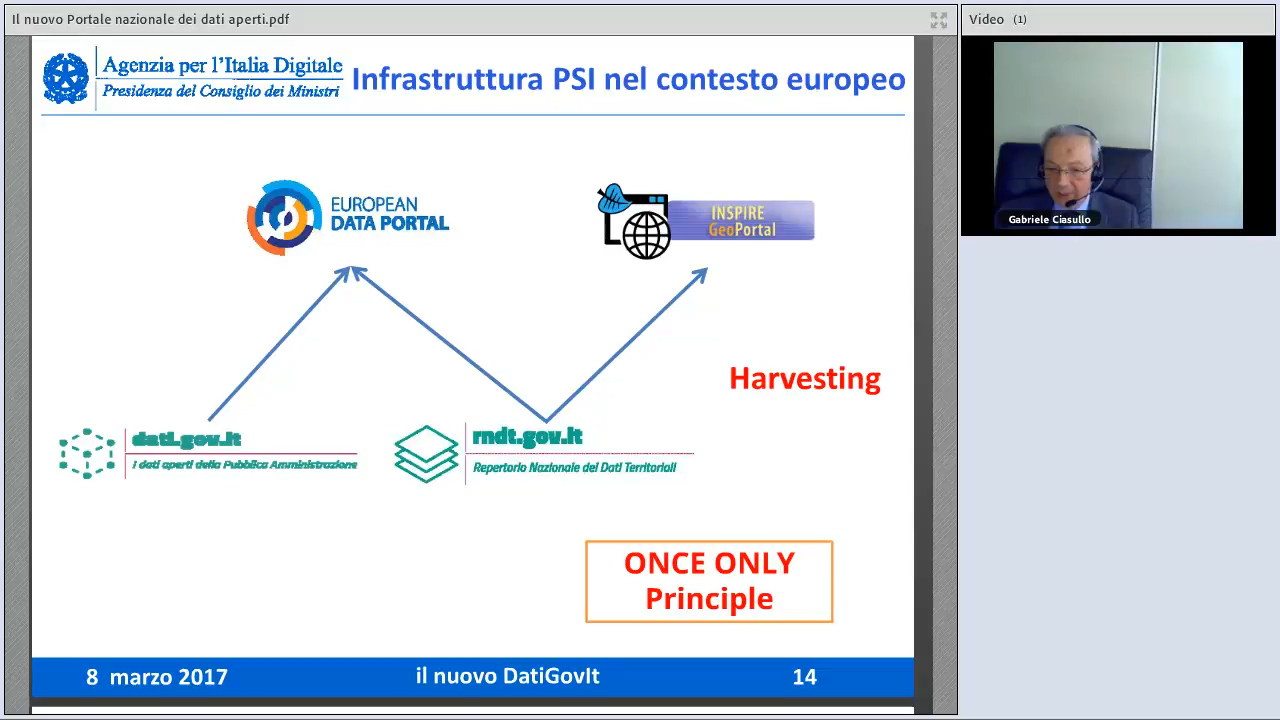 Il nuovo Portale nazionale dei dati aperti.pdf
Video (1)
Agenzia per l'Italia Digitale
Presidenza del Consiglio dei Ministri
Infrastruttura PSI nel contesto europeo
Gabriele Ciasullo
EUROPEAN
DATA PORTAL
INSPIRE
GeoPortal
Harvesting
dati.gov.it
I dati aperti della Pubblica Amministrazione
rndt.gov.it
Repertorio Nazionale dei Dati Territoriali
ONCE ONLY
Principle
8 marzo 2017
il nuovo DatiGovIt
14